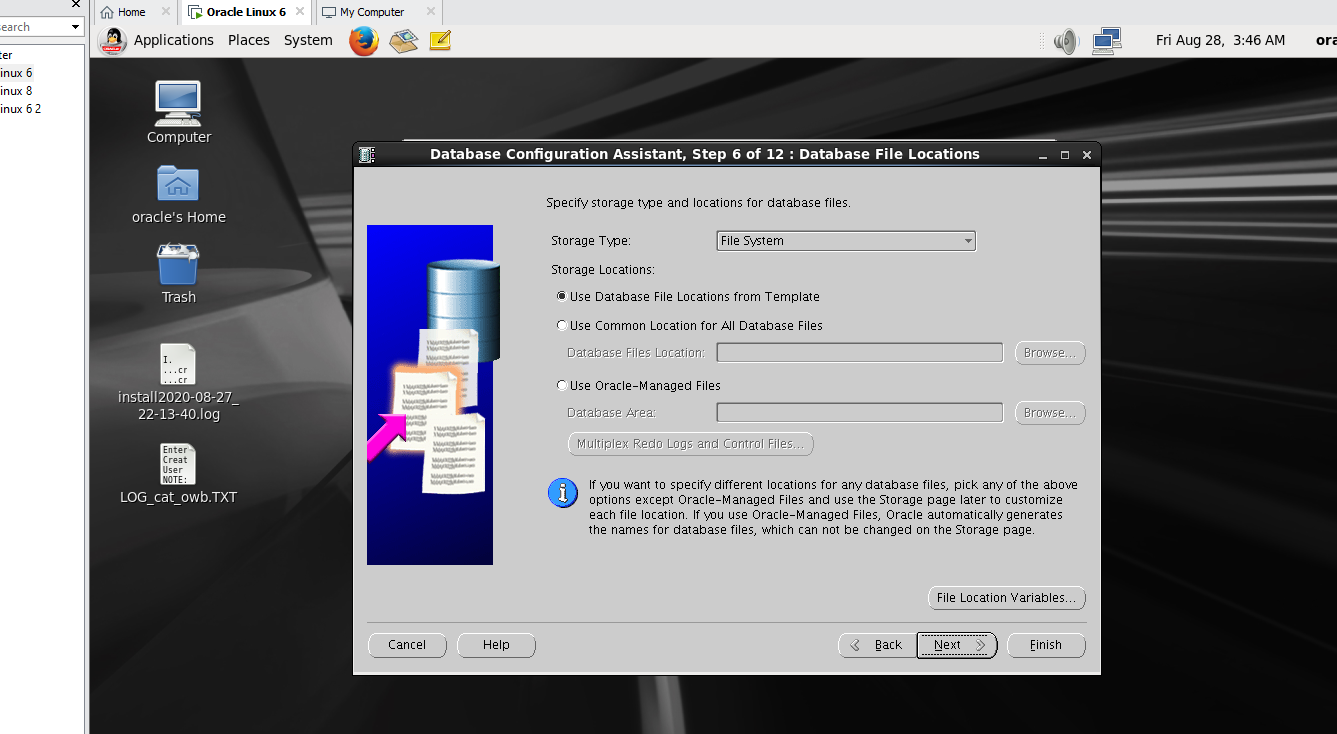 Home
Oracle Linux 6
My Computer
earch
Applications Places System
Fri Aug 28, 3:46 AM
ora
ter
inux 6
inux 8
inux 6 2
Computer
oracle's Home
Trash
I.
...cr
...cr
install2020-08-27_
22-13-40.log
Enter
Creat
User
NOTE:
LOG_cat_owb.TXT
Database Configuration Assistant, Step 6 of 12 : Database File Locations
Specify storage type and locations for database files.
Storage Type: File System
Storage Locations:
Use Database File Locations from Template
Use Common Location for All Database Files
Database Files Location: Browse...
Use Oracle-Managed Files
Database Area: Browse...
Multiplex Redo Logs and Control Files...
If you want to specify different locations for any database files, pick any of the above
options except Oracle-Managed Files and use the Storage page later to customize
each file location. If you use Oracle-Managed Files, Oracle automatically generates
the names for database files, which can not be changed on the Storage page.
File Location Variables...
Cancel Help Back Next Finish